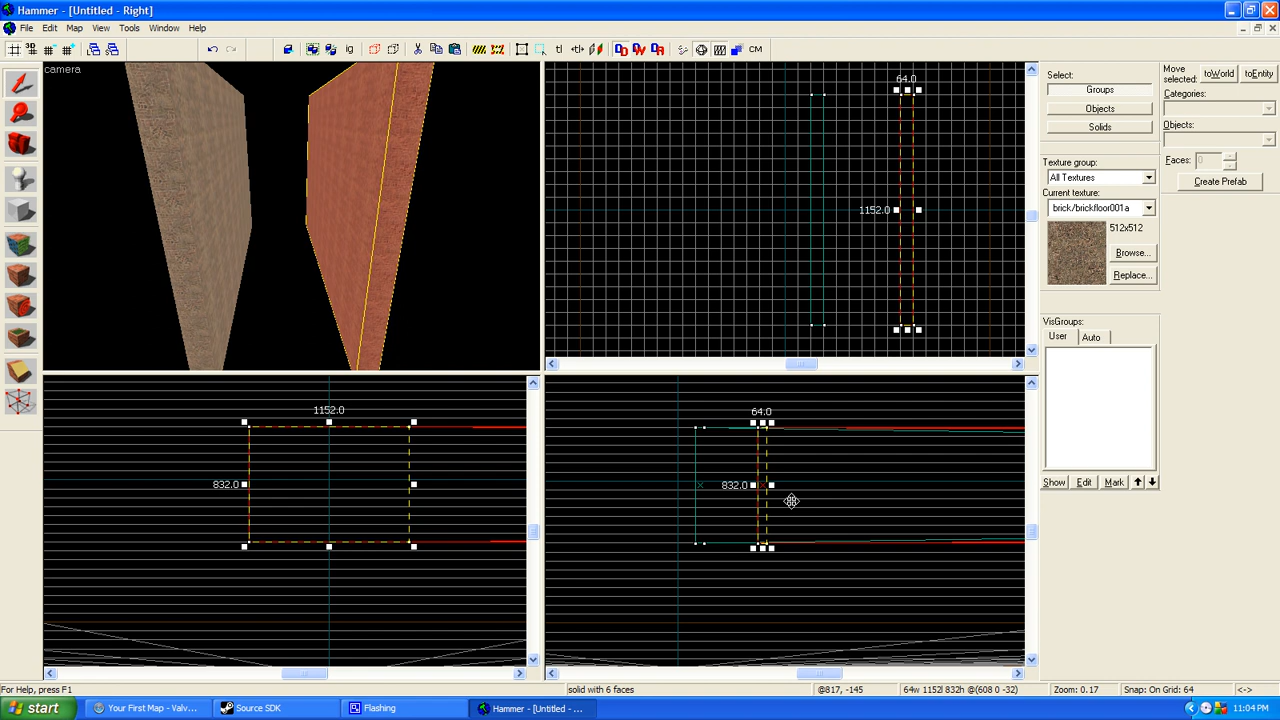 Hammer - [Untitled - Right]
File Edit Map View Tools Window Help
camera
64.0
1152.0
1152.0
832.0
64.0
832.0
Select:
Groups
Objects
Solids
Move selected:
toWorld
toEntity
Categories:
Objects:
Faces: 0
Create Prefab
Texture group:
All Textures
Current texture:
brick/brickfloor001a
512x512
Browse...
Replace...
VisGroups:
User
Auto
Show
Edit
Mark
For Help, press F1
solid with 6 faces
@817, -145
64w 1152l 832h @(608 0 -32)
Zoom: 0.17
Snap: On Grid: 64
<->
start
Your First Map - Valv...
Source SDK
Flashing
Hammer - [Untitled - ...
11:04 PM